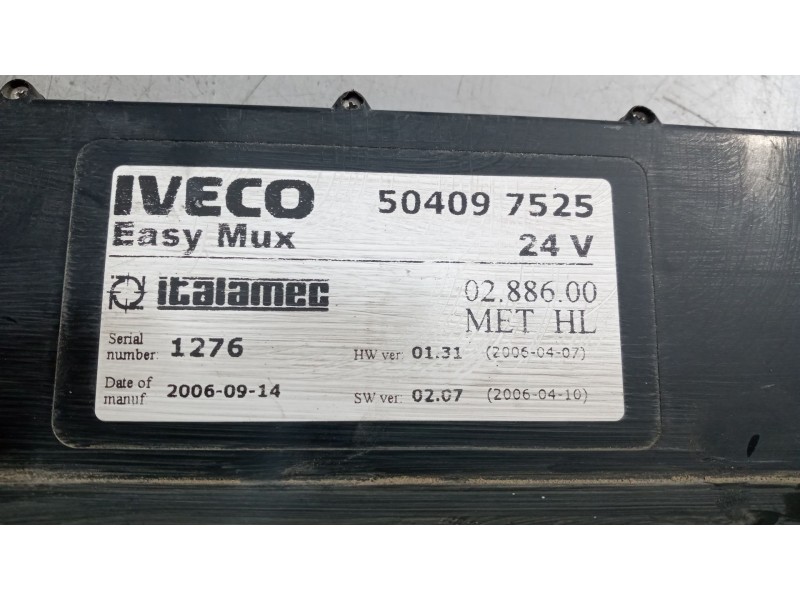 IVECO 50409 7525
Easy Mux 24 V
italamec 02.886.00
MET HL
Serial number: 1276 HW ver: 01.31 (2006-04-07)
Date of manuf 2006-09-14 SW ver: 02.07 (2006-04-10)